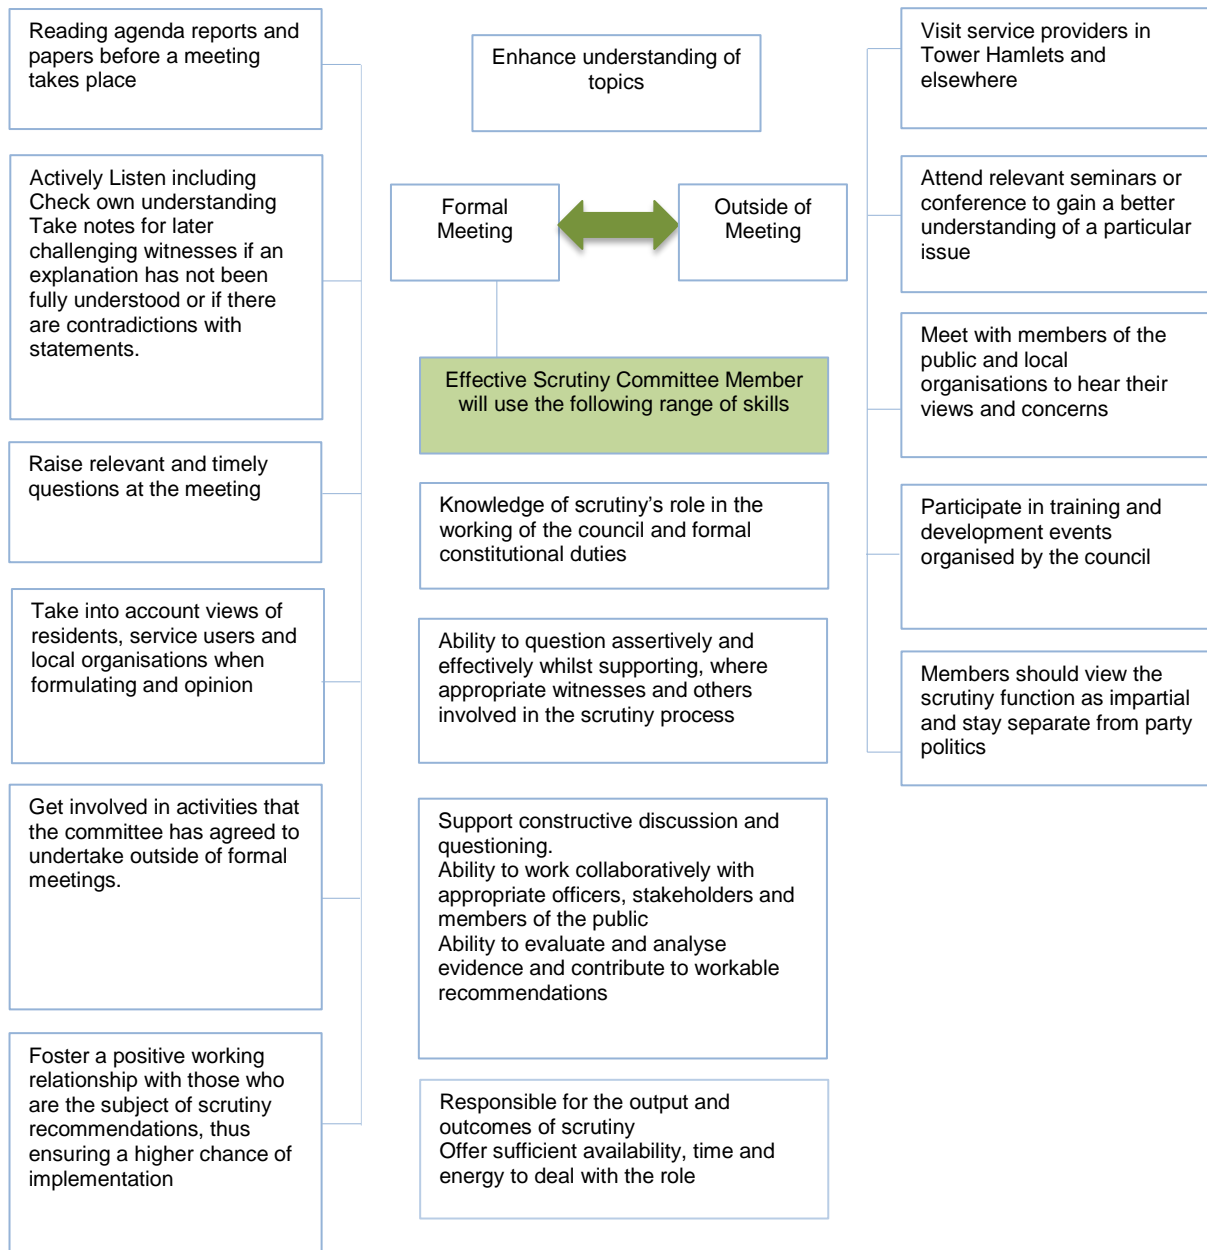 Reading agenda reports and
papers before a meeting
takes place
Actively Listen including
Check own understanding
Take notes for later
challenging witnesses if an
explanation has not been
fully understood or if there
are contradictions with
statements.
Raise relevant and timely
questions at the meeting
Take into account views of
residents, service users and
local organisations when
formulating and opinion
Get involved in activities that
the committee has agreed to
undertake outside of formal
meetings.
Foster a positive working
relationship with those who
are the subject of scrutiny
recommendations, thus
ensuring a higher chance of
implementation
Enhance understanding of
topics
Formal
Meeting
Outside of
Meeting
Effective Scrutiny Committee Member
will use the following range of skills
Knowledge of scrutiny’s role in the
working of the council and formal
constitutional duties
Ability to question assertively and
effectively whilst supporting, where
appropriate witnesses and others
involved in the scrutiny process
Support constructive discussion and
questioning.
Ability to work collaboratively with
appropriate officers, stakeholders and
members of the public
Ability to evaluate and analyse
evidence and contribute to workable
recommendations
Responsible for the output and
outcomes of scrutiny
Offer sufficient availability, time and
energy to deal with the role
Visit service providers in
Tower Hamlets and
elsewhere
Attend relevant seminars or
conference to gain a better
understanding of a particular
issue
Meet with members of the
public and local
organisations to hear their
views and concerns
Participate in training and
development events
organised by the council
Members should view the
scrutiny function as impartial
and stay separate from party
politics